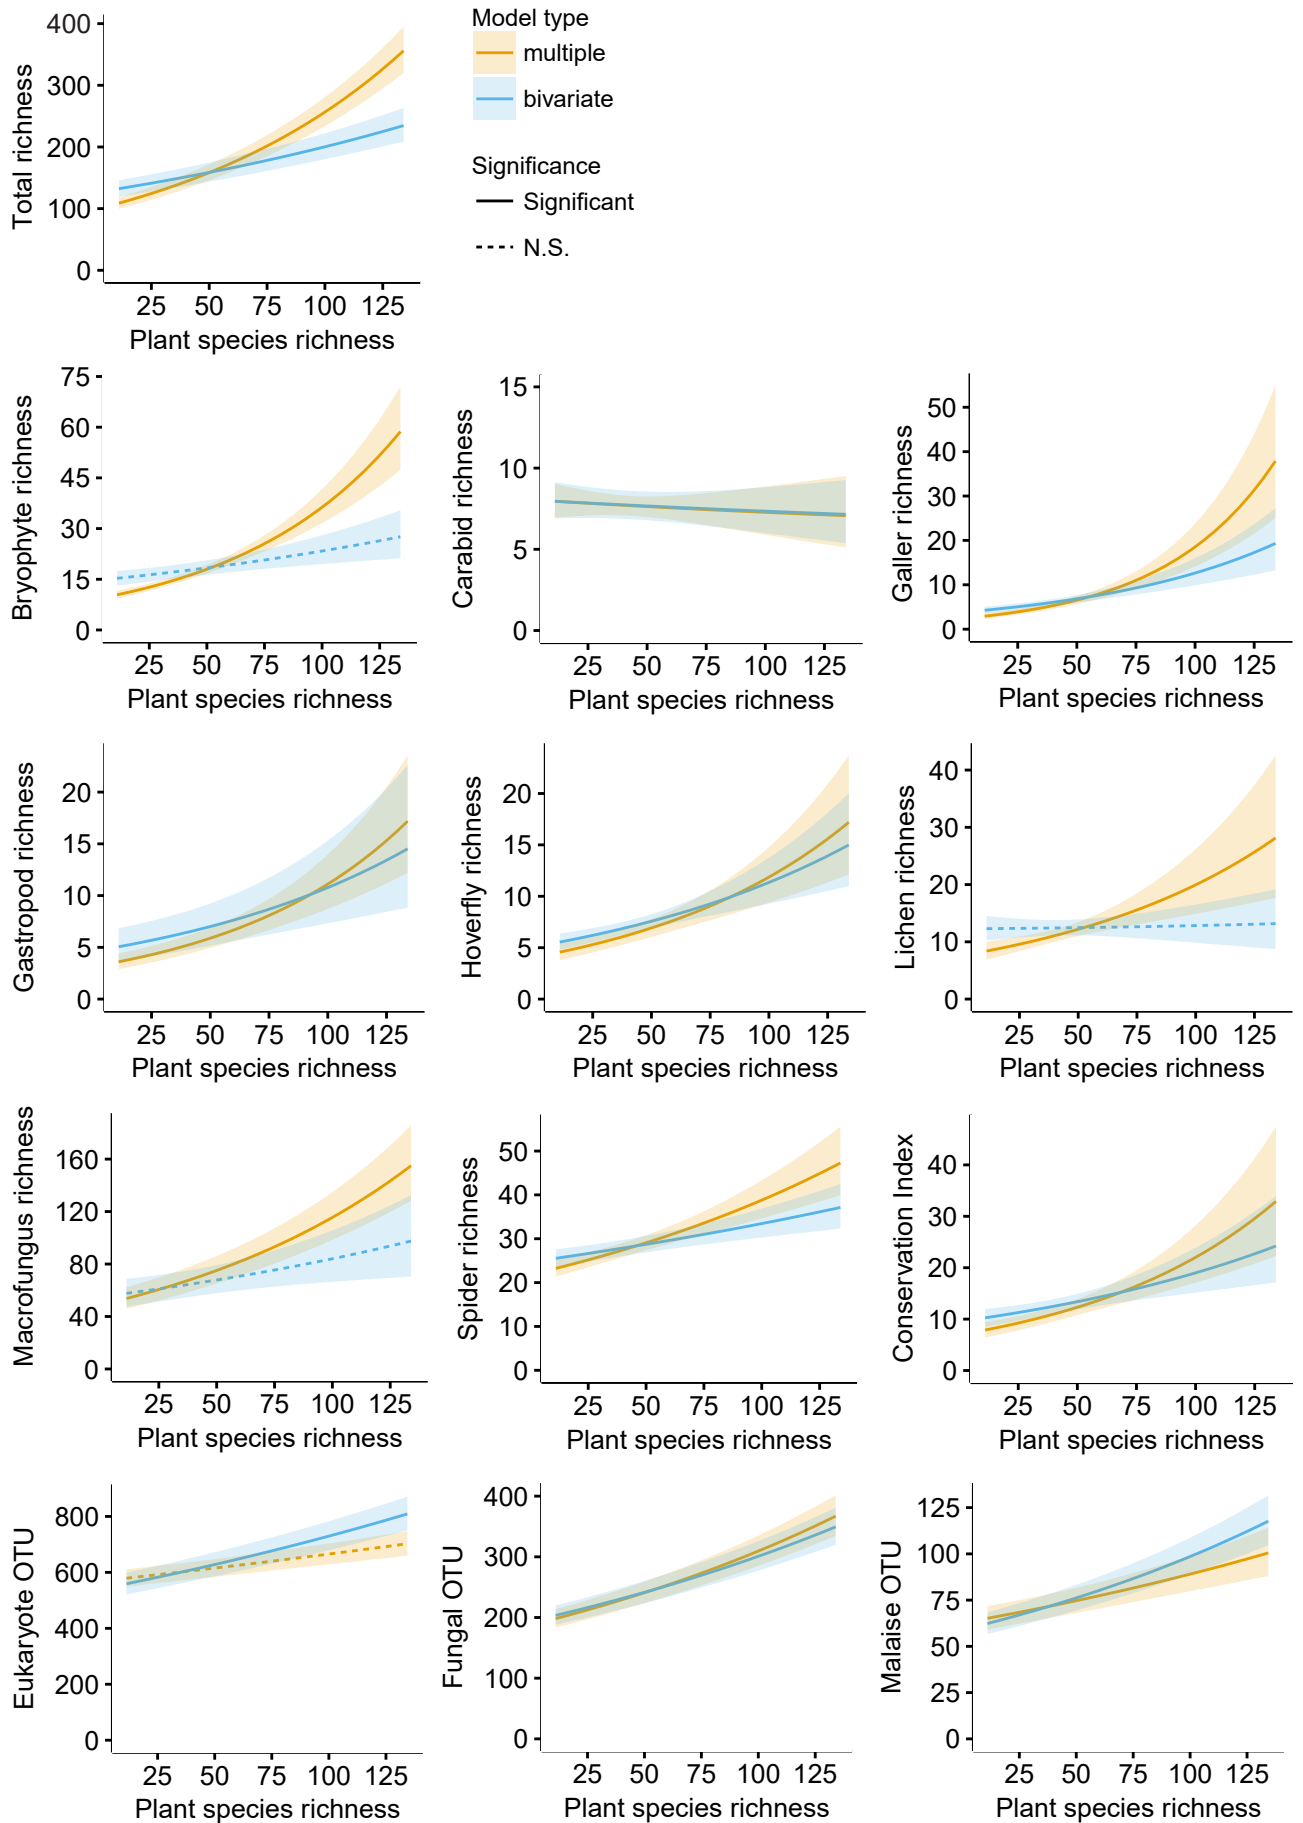 Total richness
400
300
200
100
0
25 50 75 100 125
Plant species richness
Model type
multiple
bivariate
Significance
Significant
N.S.
Bryophyte richness
75
60
45
30
15
0
25 50 75 100 125
Plant species richness
Carabid richness
15
10
5
0
25 50 75 100 125
Plant species richness
Galler richness
50
40
30
20
10
0
25 50 75 100 125
Plant species richness
Gastropod richness
20
15
10
5
0
25 50 75 100 125
Plant species richness
Hoverfly richness
20
15
10
5
0
25 50 75 100 125
Plant species richness
Lichen richness
40
30
20
10
0
25 50 75 100 125
Plant species richness
Macrofungus richness
160
120
80
40
0
25 50 75 100 125
Plant species richness
Spider richness
50
40
30
20
10
0
25 50 75 100 125
Plant species richness
Conservation Index
40
30
20
10
0
25 50 75 100 125
Plant species richness
Eukaryote OTU
800
600
400
200
0
25 50 75 100 125
Plant species richness
Fungal OTU
400
300
200
100
0
25 50 75 100 125
Plant species richness
Malaise OTU
125
100
75
50
25
0
25 50 75 100 125
Plant species richness